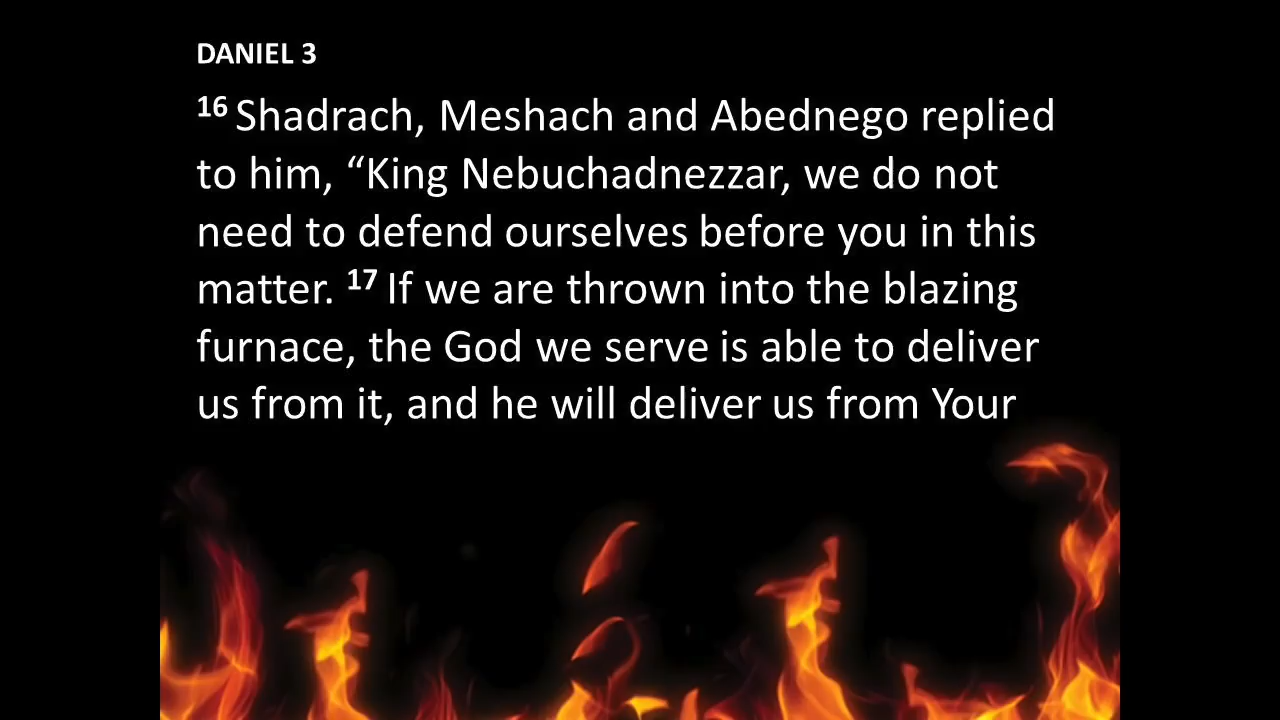 DANIEL 3
16 Shadrach, Meshach and Abednego replied
to him, “King Nebuchadnezzar, we do not
need to defend ourselves before you in this
matter. 17 If we are thrown into the blazing
furnace, the God we serve is able to deliver
us from it, and he will deliver us from Your